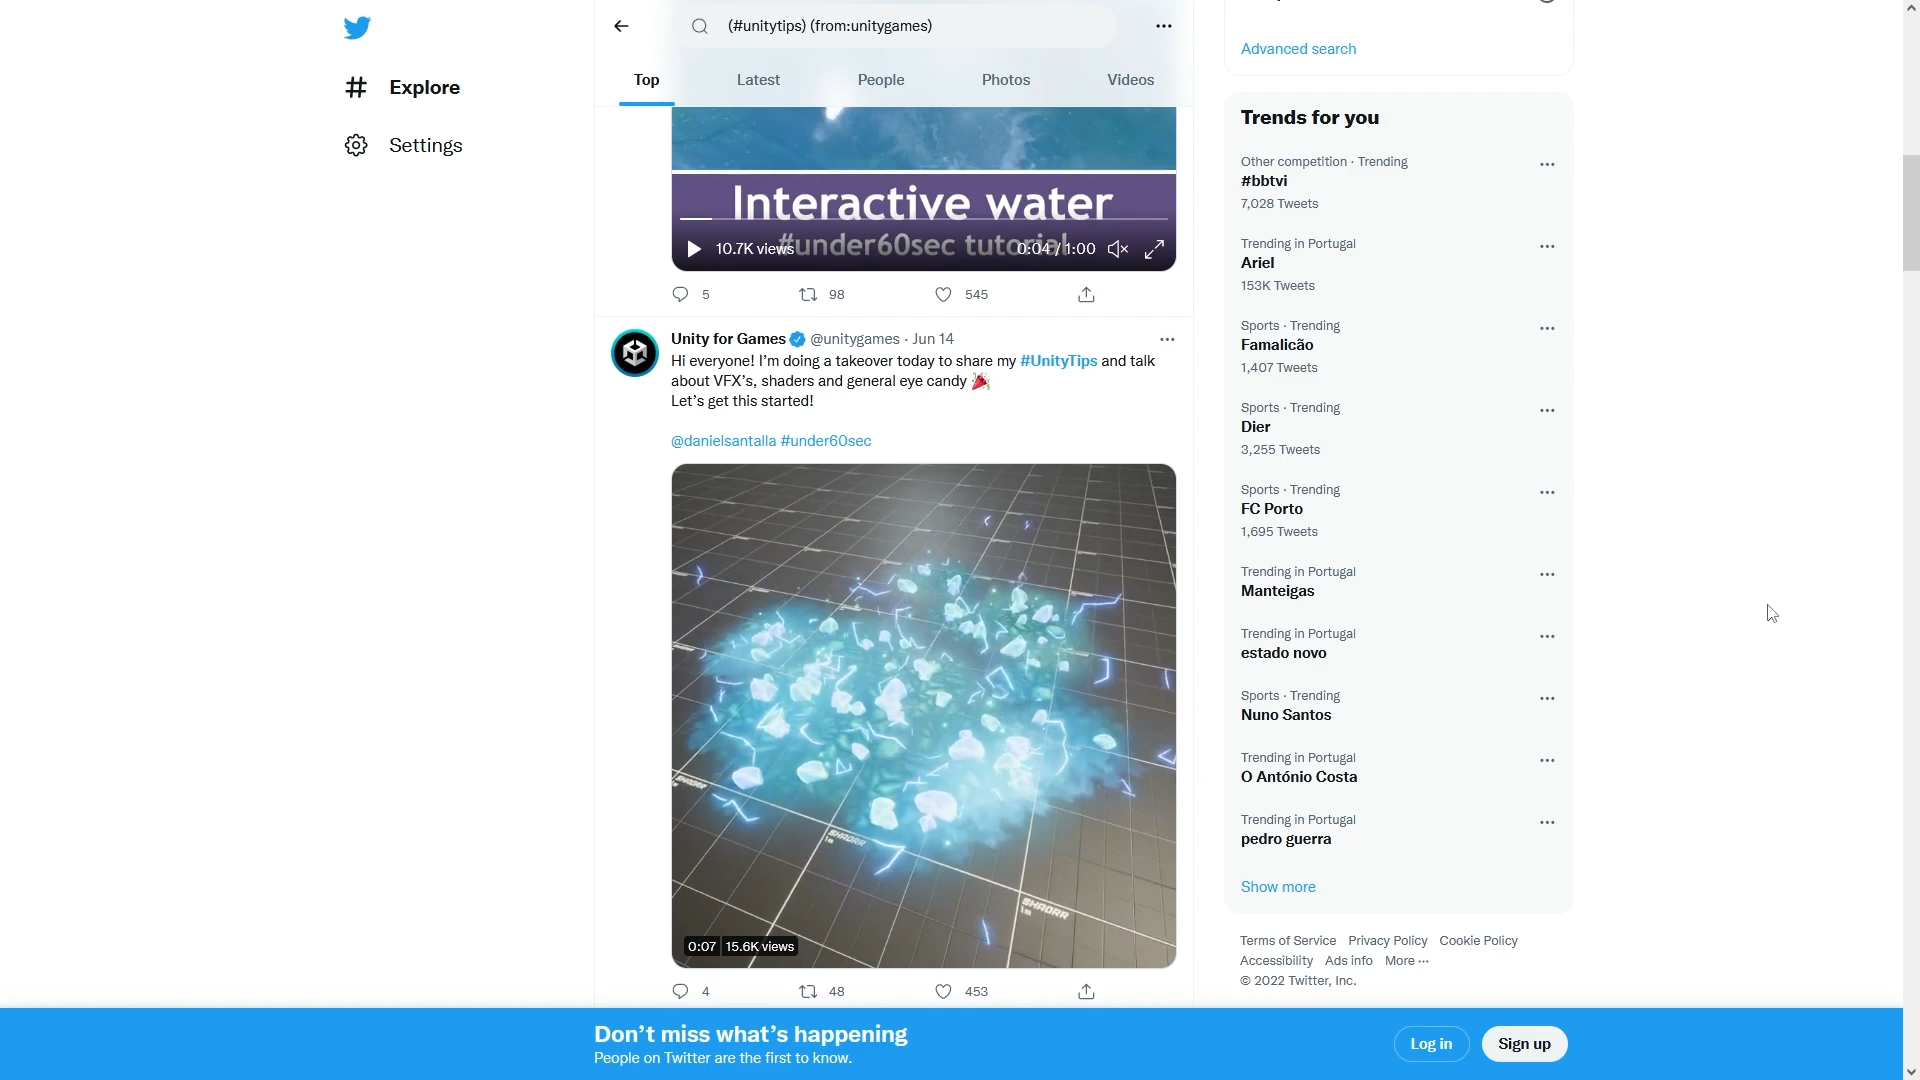 Explore
Settings
(#unitytips) (from:unitygames)
Top
Latest
People
Photos
Videos
Interactive water
#under60sec tutorial
10.7K views
0:04 / 1:00
5
98
545
Unity for Games @unitygames · Jun 14
Hi everyone! I’m doing a takeover today to share my #UnityTips and talk
about VFX’s, shaders and general eye candy
Let’s get this started!
@danielsantalla #under60sec
SHADRR
1m
SHADRR
1m
0:07
15.6K views
4
48
453
Advanced search
Trends for you
Other competition · Trending
#bbtvi
7,028 Tweets
Trending in Portugal
Ariel
153K Tweets
Sports · Trending
Famalicão
1,407 Tweets
Sports · Trending
Dier
3,255 Tweets
Sports · Trending
FC Porto
1,695 Tweets
Trending in Portugal
Manteigas
Trending in Portugal
estado novo
Sports · Trending
Nuno Santos
Trending in Portugal
O António Costa
Trending in Portugal
pedro guerra
Show more
Terms of Service Privacy Policy Cookie Policy
Accessibility Ads info More ···
© 2022 Twitter, Inc.
Don’t miss what’s happening
People on Twitter are the first to know.
Log in
Sign up